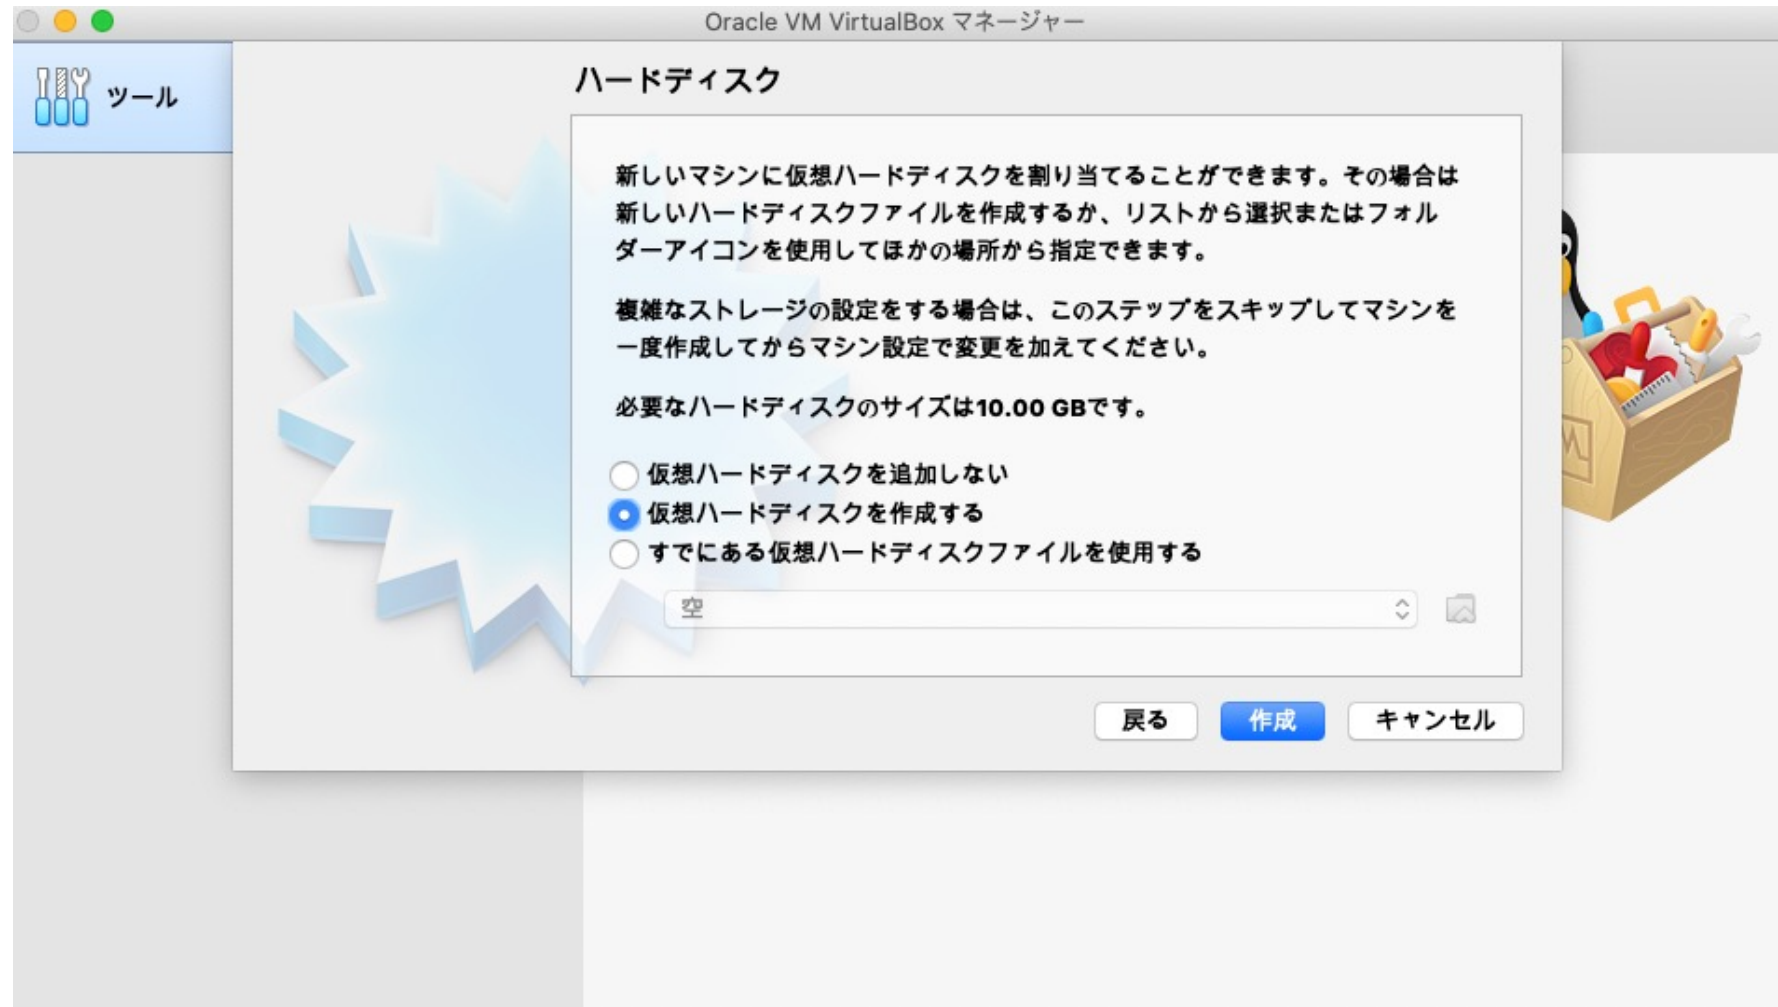 Oracle VM VirtualBox マネージャー
ツール
ハードディスク
新しいマシンに仮想ハードディスクを割り当てることができます。その場合は
新しいハードディスクファイルを作成するか、リストから選択またはフォル
ダーアイコンを使用してほかの場所から指定できます。
複雑なストレージの設定をする場合は、このステップをスキップしてマシンを
一度作成してからマシン設定で変更を加えてください。
必要なハードディスクのサイズは10.00 GBです。
仮想ハードディスクを追加しない
仮想ハードディスクを作成する
すでにある仮想ハードディスクファイルを使用する
空
戻る 作成 キャンセル